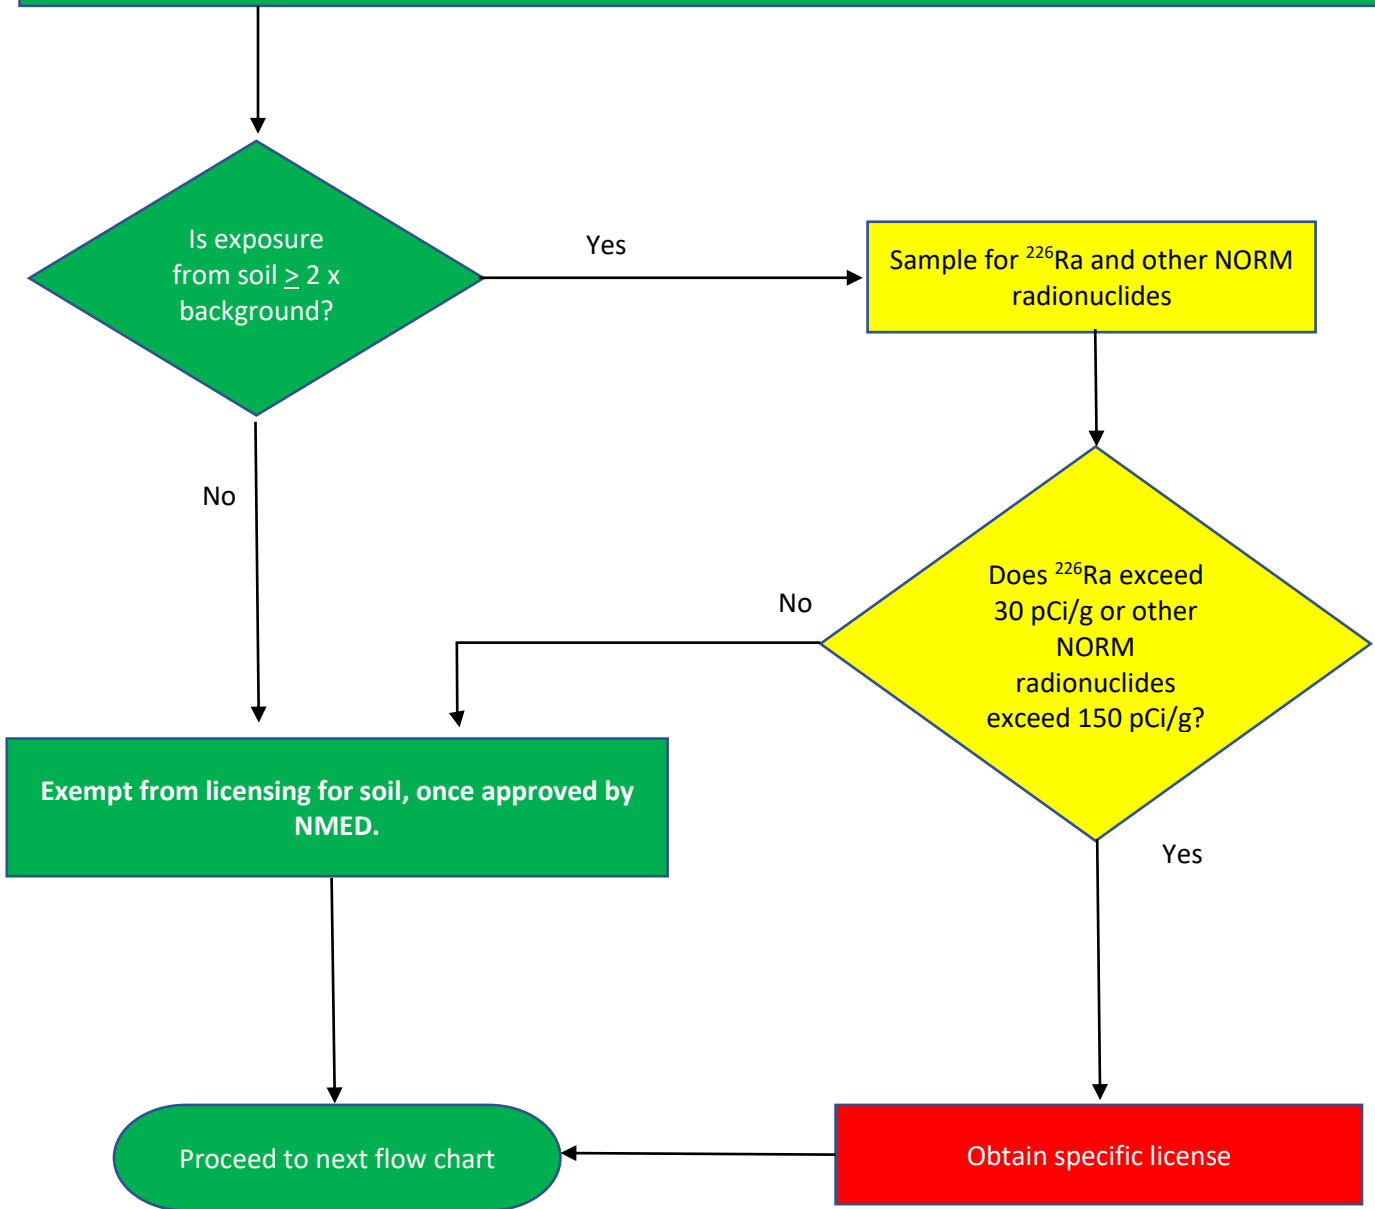 Is exposure
from soil ≥ 2 x
background?
Yes
Sample for ²²⁶Ra and other NORM
radionuclides
No
Does ²²⁶Ra exceed
30 pCi/g or other
NORM
radionuclides
exceed 150 pCi/g?
No
Exempt from licensing for soil, once approved by
NMED.
Yes
Proceed to next flow chart
Obtain specific license